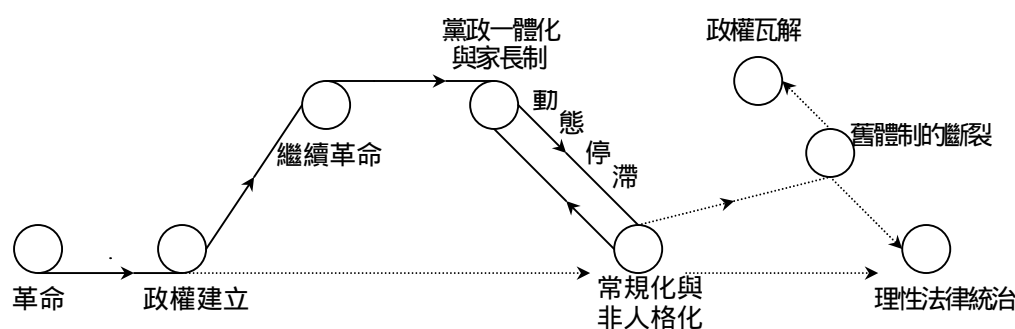 黨政一體化
與家長制
政權瓦解
動
態
停
滯
舊體制的斷裂
繼續革命
革命
政權建立
常規化與
非人格化
理性法律統治